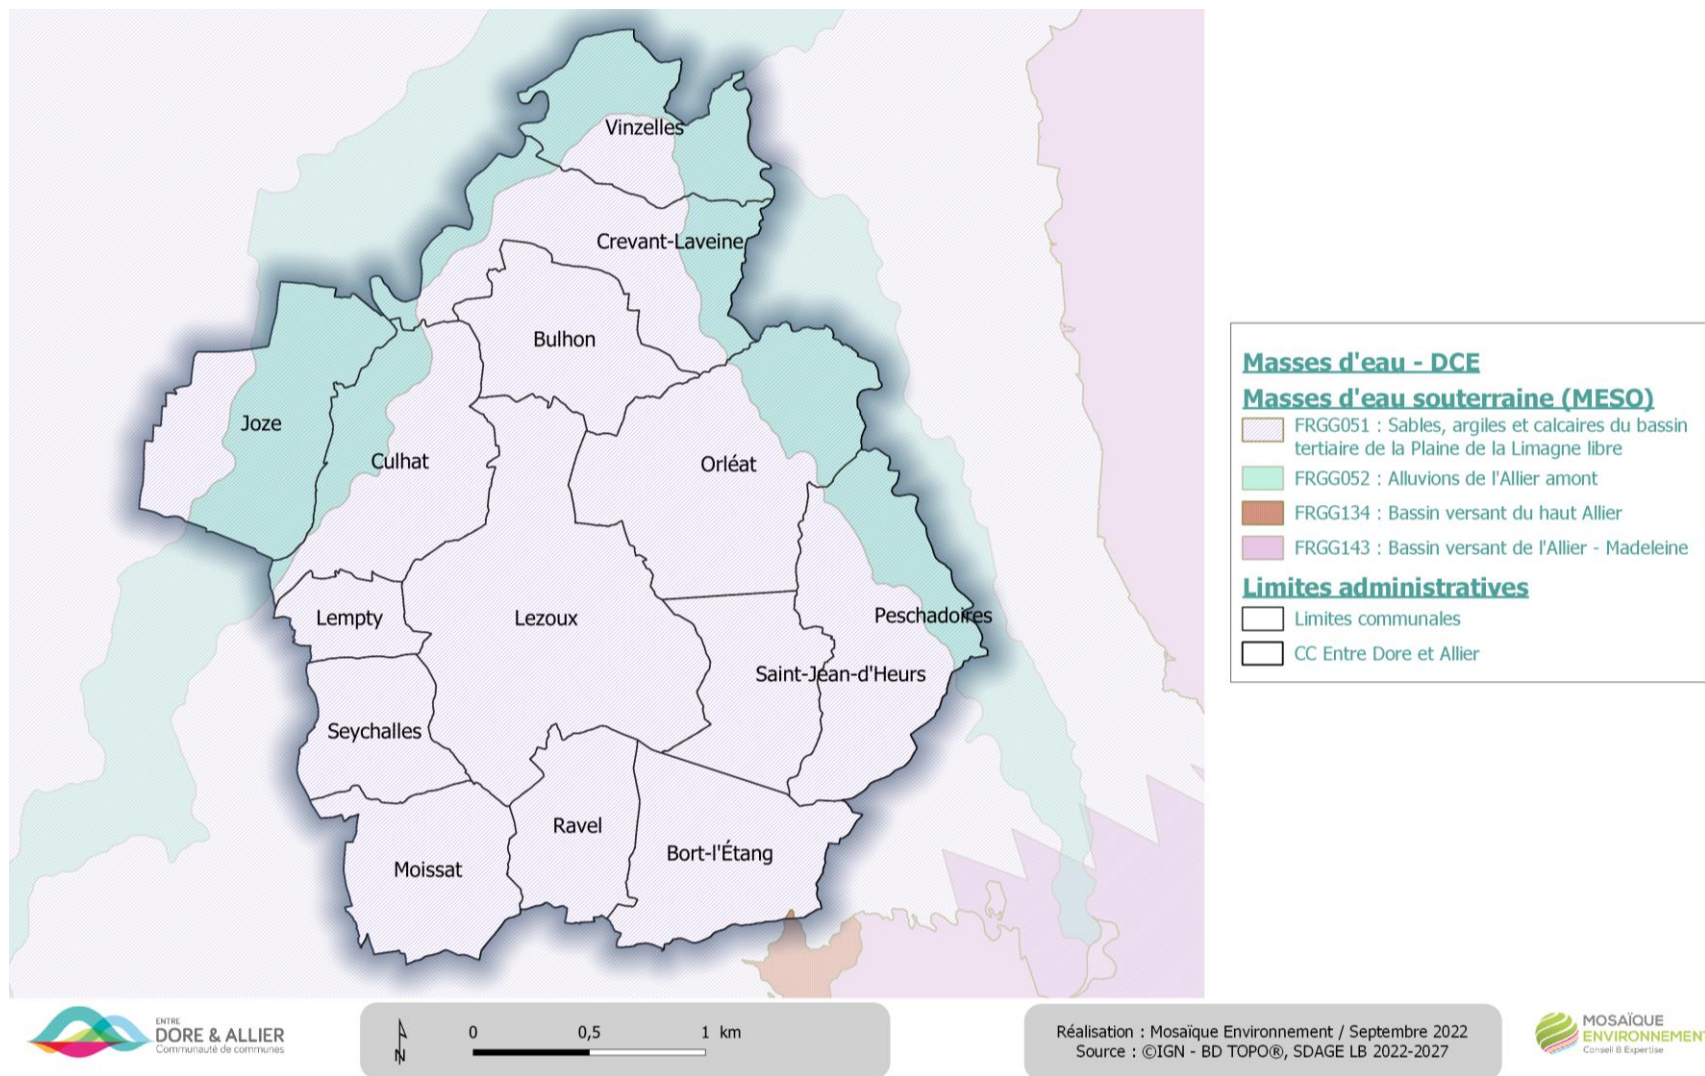 Vinzelles
Crevant-Laveine
Bulhon
Joze
Culhat
Orléat
Lempty
Lezoux
Peschadoires
Saint-Jean-d'Heurs
Seychalles
Ravel
Bort-l'Étang
Moissat
Masses d'eau - DCE
Masses d'eau souterraine (MESO)
FRGG051 : Sables, argiles et calcaires du bassin
tertiaire de la Plaine de la Limagne libre
FRGG052 : Alluvions de l'Allier amont
FRGG134 : Bassin versant du haut Allier
FRGG143 : Bassin versant de l'Allier - Madeleine
Limites administratives
Limites communales
CC Entre Dore et Allier
ENTRE
DORE & ALLIER
Communauté de communes
N
0 0,5 1 km
Réalisation : Mosaïque Environnement / Septembre 2022
Source : ©IGN - BD TOPO®, SDAGE LB 2022-2027
MOSAÏQUE
ENVIRONNEMENT
Conseil & Expertise